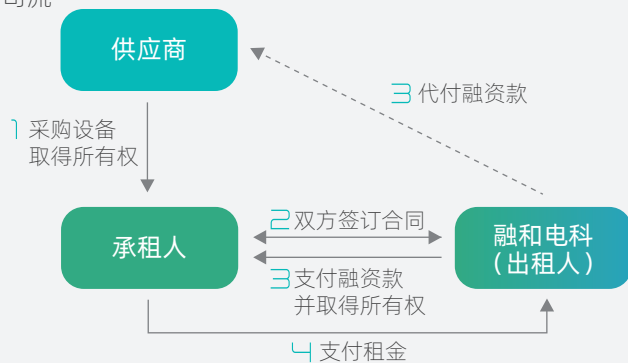 供应商
3 代付融资款
1 采购设备
取得所有权
2 双方签订合同
承租人
融和电科
（出租人）
3 支付融资款
并取得所有权
4 支付租金